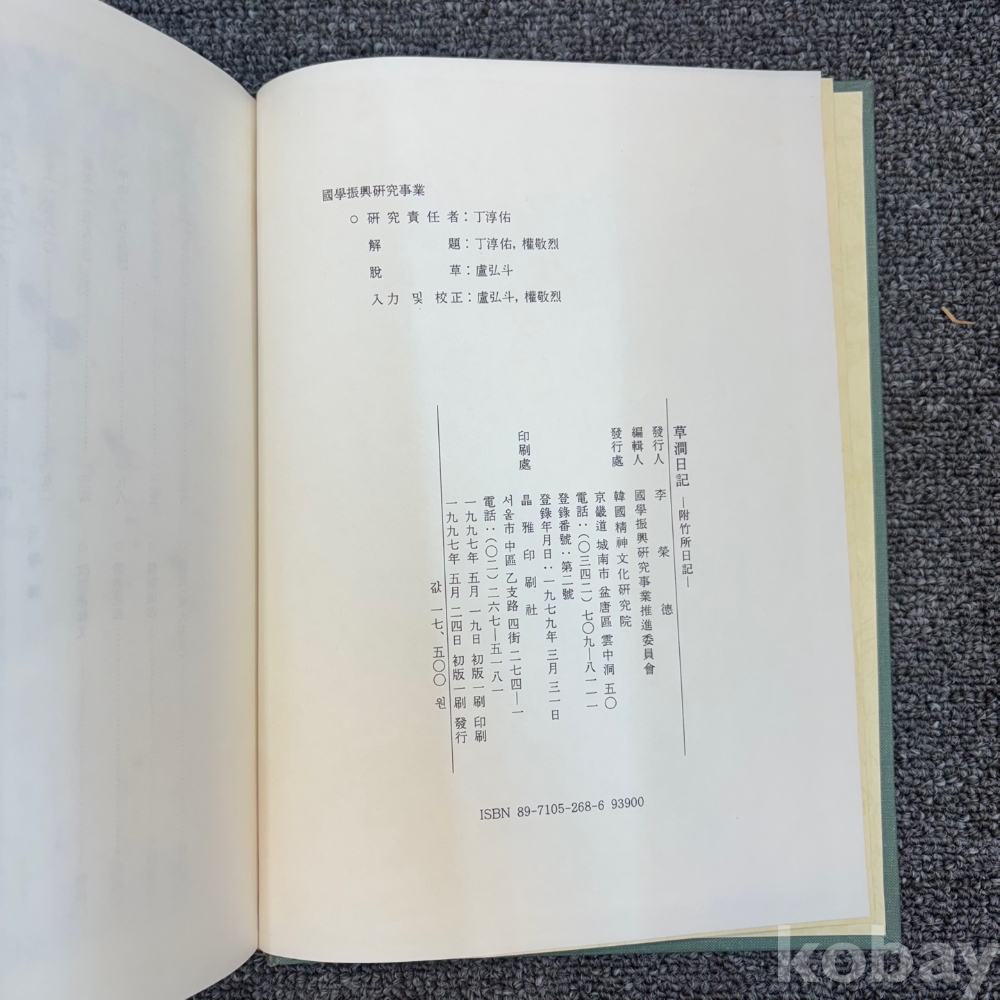 國學振興硏究事業
○ 硏究責任者 : 丁淳佑
解 題 : 丁淳佑, 權敬烈
脫 草 : 盧弘斗
入力 및 校正 : 盧弘斗, 權敬烈
草澗日記 —附竹所日記—
發行人 李榮德
編輯人 國學振興硏究事業推進委員會
發行處 韓國精神文化硏究院
京畿道 城南市 盆唐區 雲中洞 五〇
電話 : (〇三四二) 七〇九—八一一一
登錄番號 : 第二號
登錄年月日 : 一九七九年 三月 三一日
印刷處 晶雅印刷社
서울市 中區 乙支路 四街 二七四—一
電話 : (〇二) 二六七—五一八一
一九九七年 五月 一九日 初版一刷 印刷
一九九七年 五月 二四日 初版一刷 發行
값 一七、五〇〇 원
ISBN 89-7105-268-6 93900
kobay